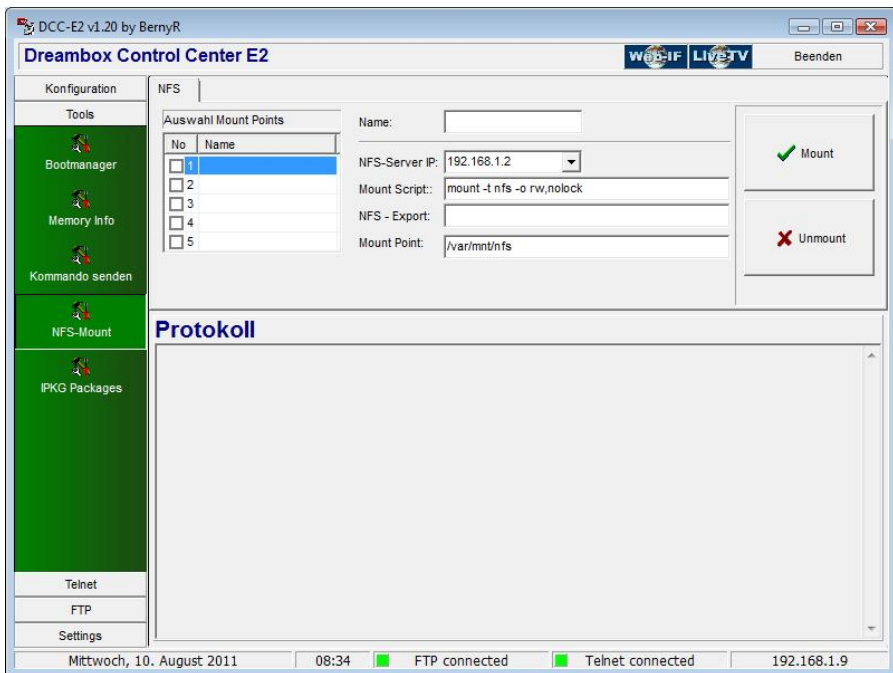 DCC-E2 v1.20 by BernyR
Dreambox Control Center E2
Web-IF
LiveTV
Beenden
Konfiguration
Tools
Bootmanager
Memory Info
Kommando senden
NFS-Mount
IPKG Packages
Telnet
FTP
Settings
NFS
Auswahl Mount Points
No Name
1
2
3
4
5
Name:
NFS-Server IP: 192.168.1.2
Mount Script:: mount -t nfs -o rw,nolock
NFS - Export:
Mount Point: /var/mnt/nfs
Mount
Unmount
Protokoll
Mittwoch, 10. August 2011 08:34 FTP connected Telnet connected 192.168.1.9